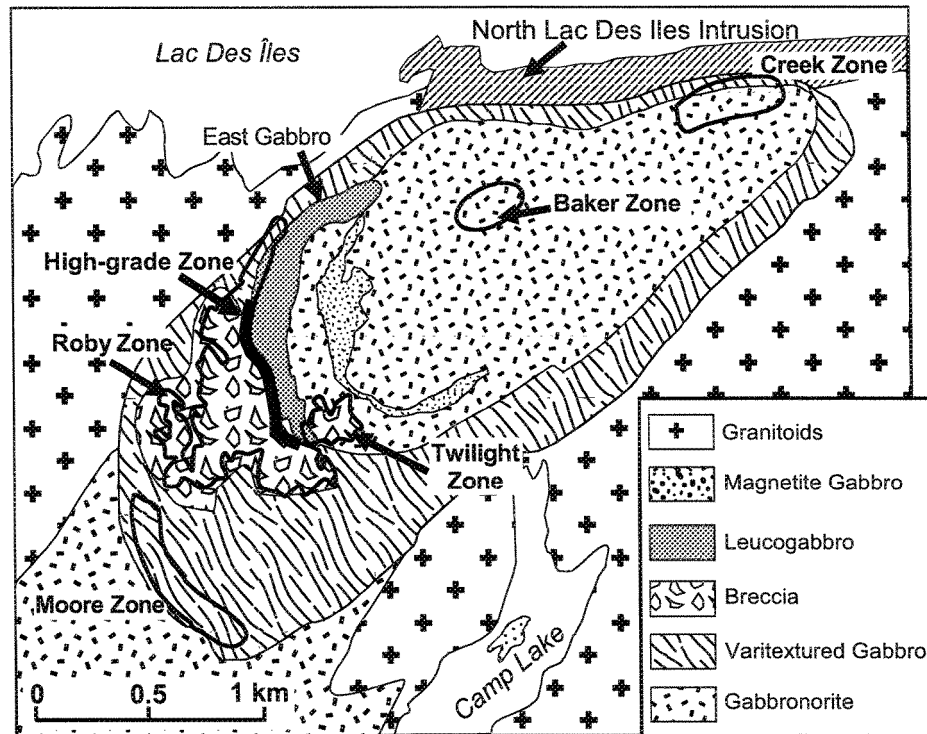 North Lac Des Iles Intrusion
Lac Des Îles
Creek Zone
East Gabbro
Baker Zone
High-grade Zone
Roby Zone
Twilight
Zone
Moore Zone
Camp Lake
0 0.5 1 km
Granitoids
Magnetite Gabbro
Leucogabbro
Breccia
Varitextured Gabbro
Gabbronorite